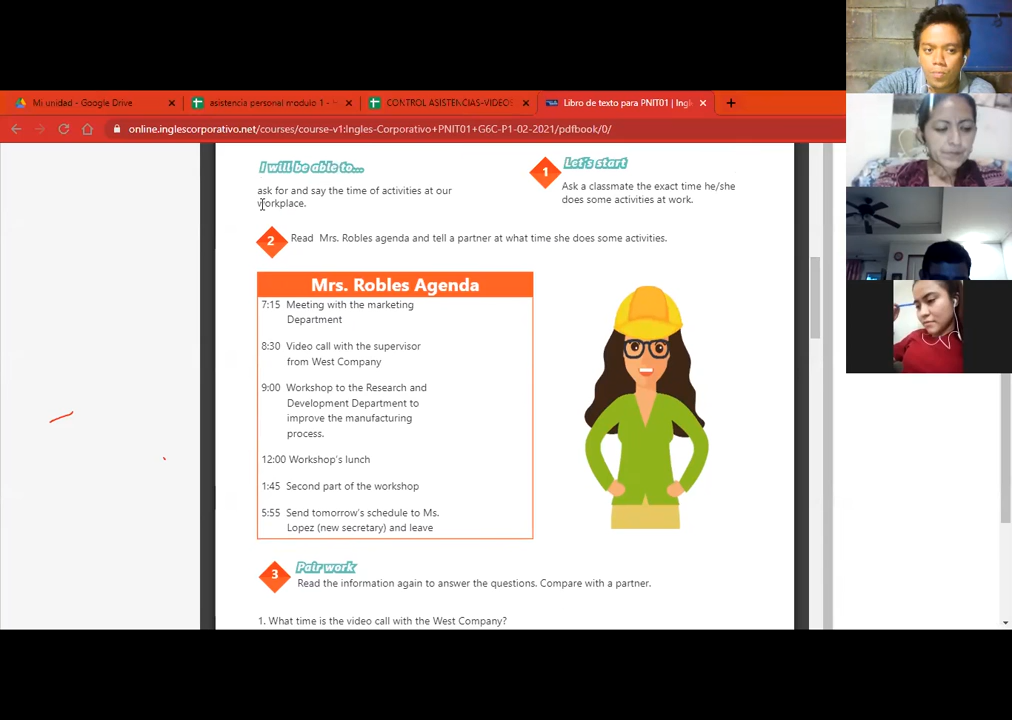 Mi unidad - Google Drive
asistencia personal modulo 1 -
CONTROL ASISTENCIAS-VIDEOS
Libro de texto para PNIT01 | Ingl
online.inglescorporativo.net/courses/course-v1:Ingles-Corporativo+PNIT01+G6C-P1-02-2021/pdfbook/0/
I will be able to...
ask for and say the time of activities at our
workplace.
1
Let's start
Ask a classmate the exact time he/she
does some activities at work.
2
Read Mrs. Robles agenda and tell a partner at what time she does some activities.
Mrs. Robles Agenda
7:15 Meeting with the marketing
Department
8:30 Video call with the supervisor
from West Company
9:00 Workshop to the Research and
Development Department to
improve the manufacturing
process.
12:00 Workshop's lunch
1:45 Second part of the workshop
5:55 Send tomorrow's schedule to Ms.
Lopez (new secretary) and leave
3
Pair work
Read the information again to answer the questions. Compare with a partner.
1. What time is the video call with the West Company?